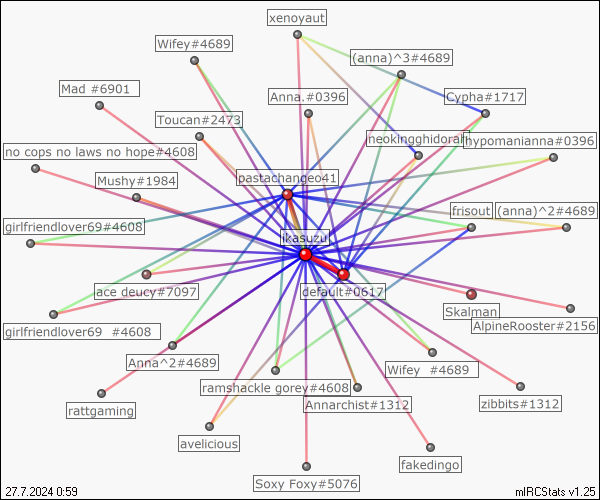 xenoyaut
Wifey#4689
(anna)^3#4689
Mad #6901
Anna.#0396
Cypha#1717
Toucan#2473
neokingghidorah
hypomanianna#0396
no cops no laws no hope#4608
Mushy#1984
pastachangeo41
girlfriendlover69#4608
ikasuzu
frisout
(anna)^2#4689
ace deucy#7097
default#0617
Skalman
AlpineRooster#2156
girlfriendlover69 #4608
Anna^2#4689
ramshackle gorey#4608
Wifey #4689
rattgaming
Annarchist#1312
zibbits#1312
avelicious
fakedingo
Soxy Foxy#5076
27.7.2024 0:59
mIRCStats v1.25